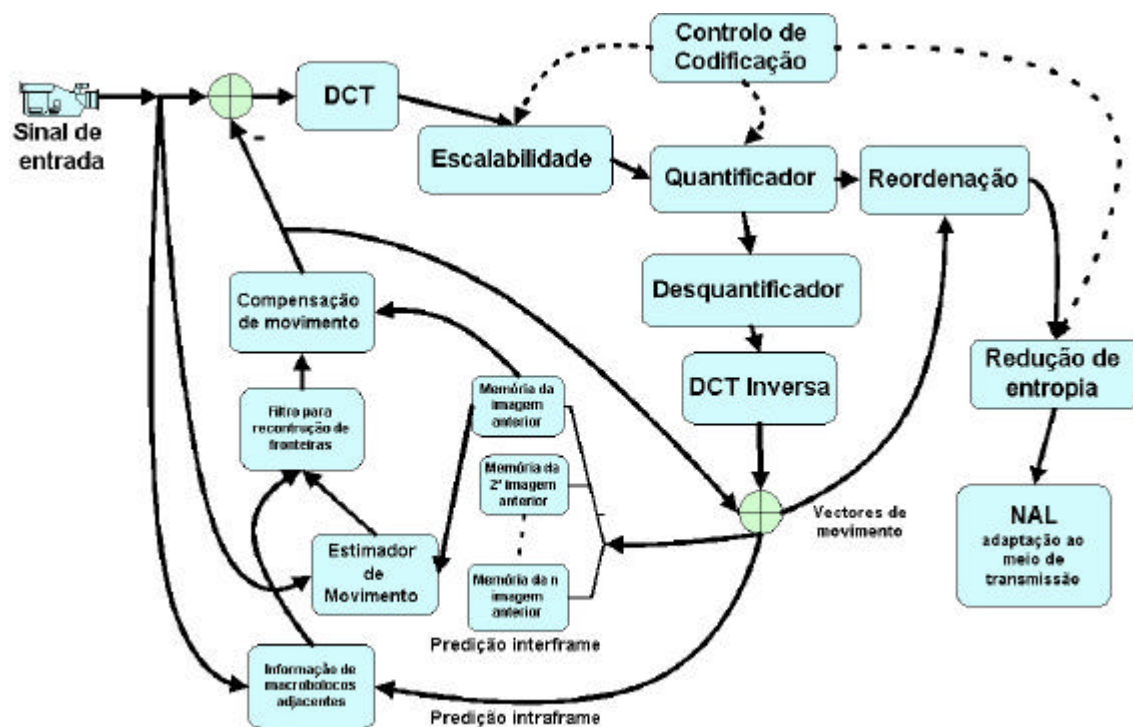 Controlo de
Codificação
Sinal de
entrada
DCT
-
Escalabilidade
Quantificador
Reordenação
Desquantificador
DCT Inversa
Redução de
entropia
Compensação
de movimento
Filtro para
recontrução de
fronteiras
Memória da
imagem
anterior
Memória da
2ª imagem
anterior
Memória da n
imagem
anterior
Estimador
de
Movimento
Vectores de
movimento
NAL
adaptação ao
meio de
transmissão
Predição interframe
Informação de
macrobolocos
adjacentes
Predição intraframe